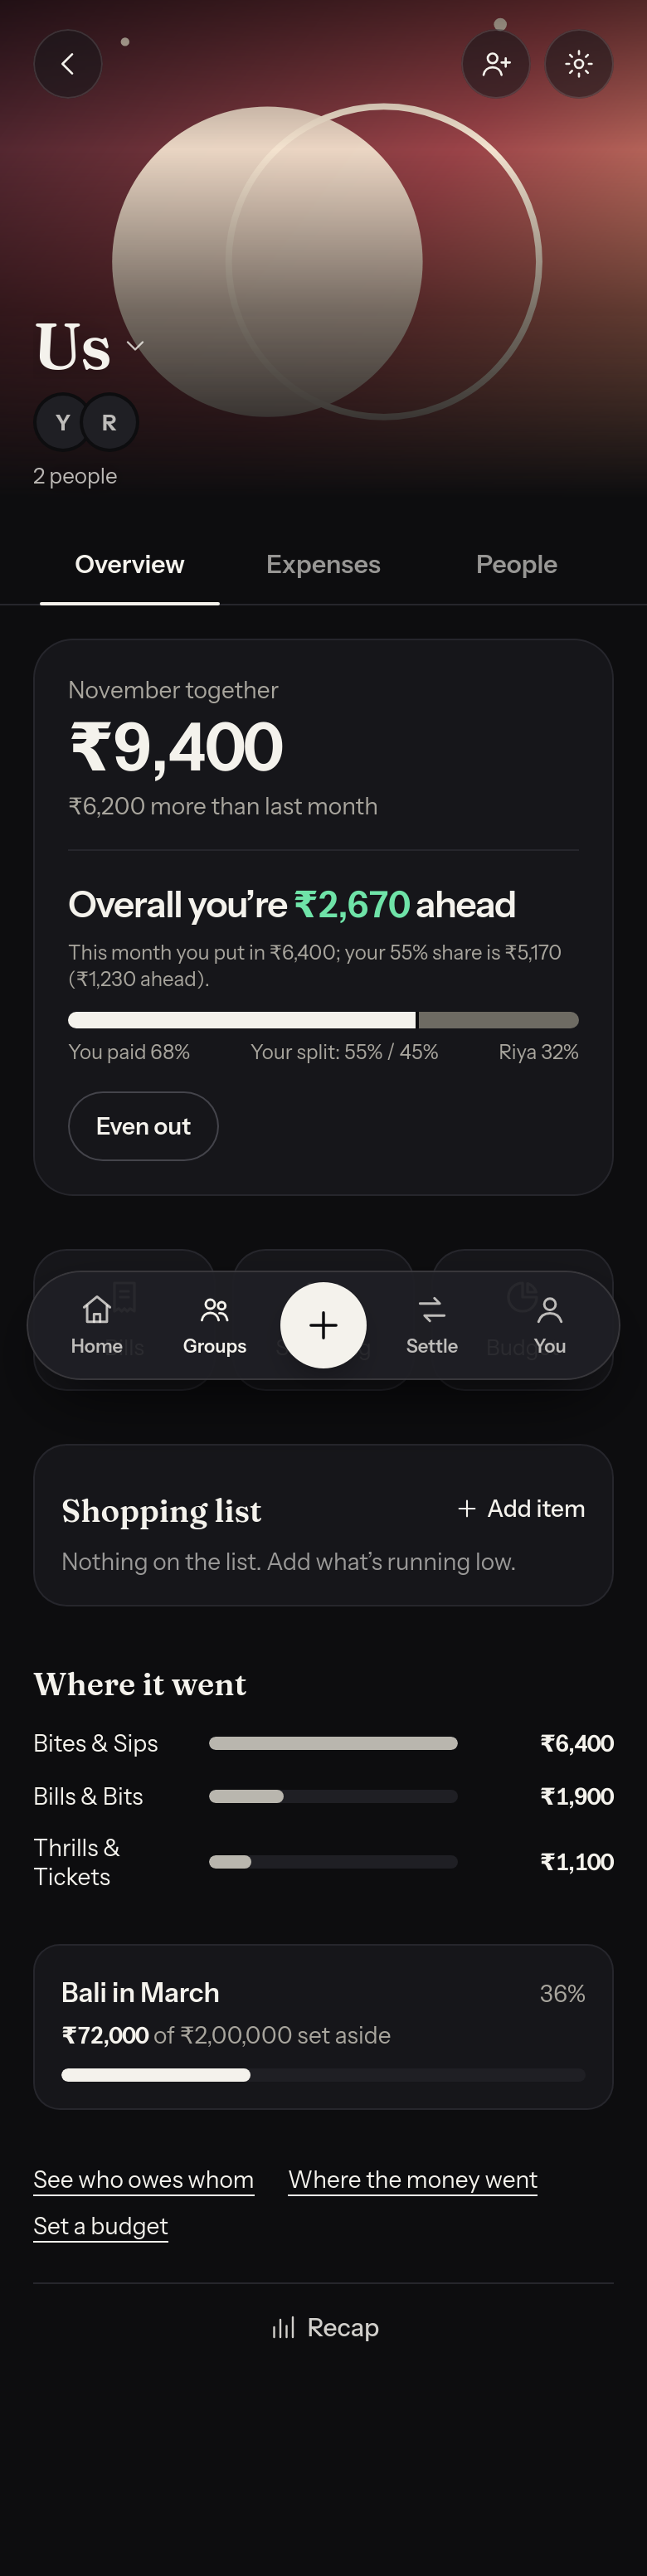 Us
Y R
2 people
Overview Expenses People
November together
₹9,400
₹6,200 more than last month
Overall you’re ₹2,670 ahead
This month you put in ₹6,400; your 55% share is ₹5,170
(₹1,230 ahead).
You paid 68% Your split: 55% / 45% Riya 32%
Even out
Home Groups Settle You
Shopping list + Add item
Nothing on the list. Add what’s running low.
Where it went
Bites & Sips ₹6,400
Bills & Bits ₹1,900
Thrills &
Tickets ₹1,100
Bali in March 36%
₹72,000 of ₹2,00,000 set aside
See who owes whom Where the money went
Set a budget
Recap